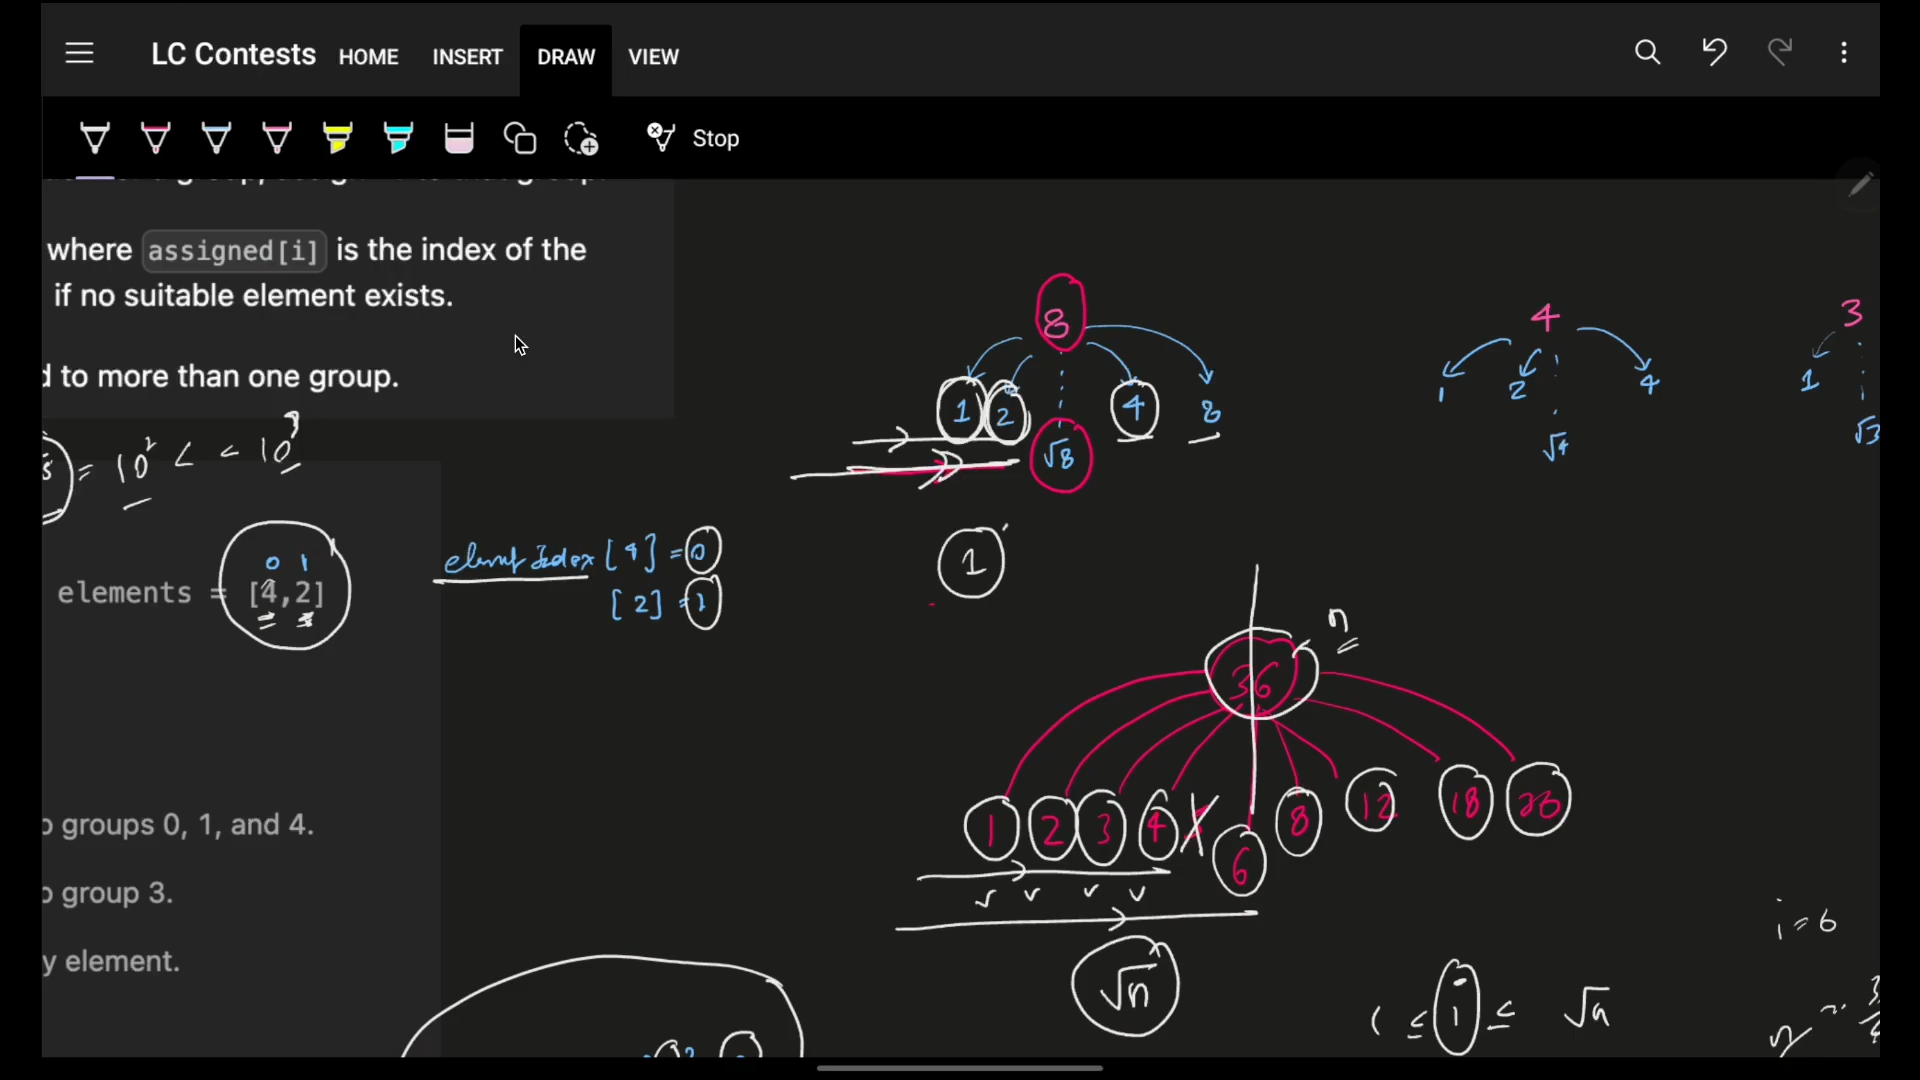 LC Contests HOME INSERT DRAW VIEW
Stop
where assigned[i] is the index of the
if no suitable element exists.
d to more than one group.
= 10² < < 10⁹
8
1 2 4 8
√8
4
1 2 4
√4
3
1
√3
0 1
elements = [4,2]
elementIndex [4] = 0
[2] = 1
1
36
n
1 2 3 4 6 8 12 18
√n
o groups 0, 1, and 4.
o group 3.
y element.
i = 6
≤ i ≤ √n